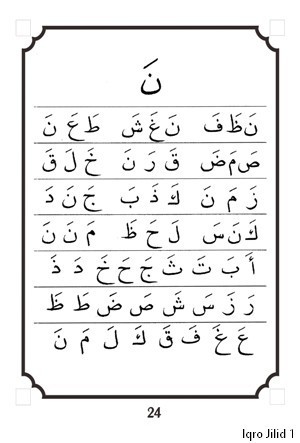 نَ
نَ ظَ فَ نَ غَ شَ طَ عَ نَ
صَ مَ ضَ قَ رَ نَ خَ لَ قَ
زَ مَ نَ كَ ذَ بَ جَ نَ دَ
كَ نَ سَ لَ حَ ظَ مَ نَ نَ
أَ بَ تَ ثَ جَ حَ خَ دَ ذَ
رَ زَ سَ شَ صَ ضَ طَ ظَ
عَ غَ فَ قَ كَ لَ مَ نَ
24
Iqro Jilid 1